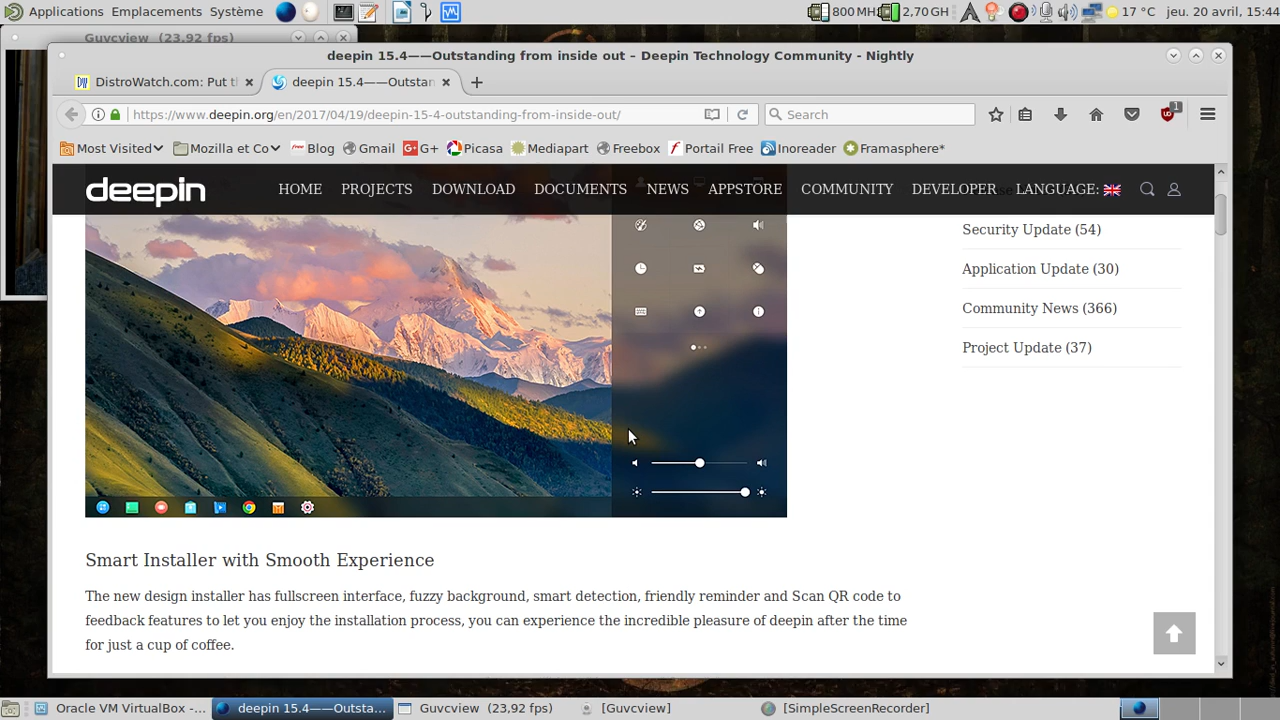 Applications Emplacements Système
800 MH
2,70GH
17 °C jeu. 20 avril, 15:44
Guvcview (23,92 fps)
deepin 15.4——Outstanding from inside out – Deepin Technology Community - Nightly
DistroWatch.com: Put t
deepin 15.4——Outstan
https://www.deepin.org/en/2017/04/19/deepin-15-4-outstanding-from-inside-out/
Search
1
Most Visited
Mozilla et Co
Blog
Gmail
G+
Picasa
Mediapart
Freebox
Portail Free
Inoreader
Framasphere*
deepin
HOME PROJECTS DOWNLOAD DOCUMENTS NEWS APPSTORE COMMUNITY DEVELOPER LANGUAGE:
Security Update (54)
Application Update (30)
Community News (366)
Project Update (37)
Smart Installer with Smooth Experience
The new design installer has fullscreen interface, fuzzy background, smart detection, friendly reminder and Scan QR code to
feedback features to let you enjoy the installation process, you can experience the incredible pleasure of deepin after the time
for just a cup of coffee.
Oracle VM VirtualBox -...
deepin 15.4——Outsta...
Guvcview (23,92 fps)
[Guvcview]
[SimpleScreenRecorder]